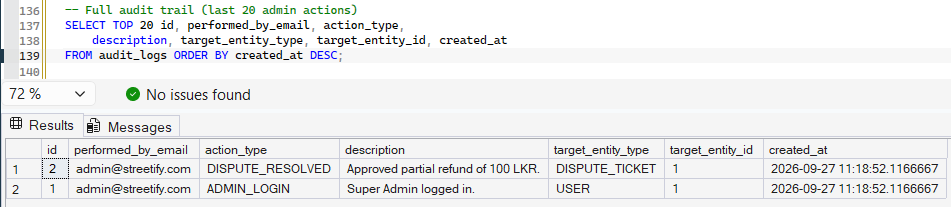 136 -- Full audit trail (last 20 admin actions)
137 SELECT TOP 20 id, performed_by_email, action_type,
138 description, target_entity_type, target_entity_id, created_at
139 FROM audit_logs ORDER BY created_at DESC;
140
72 % No issues found
Results Messages
id performed_by_email action_type description target_entity_type target_entity_id created_at
1 2 admin@streetify.com DISPUTE_RESOLVED Approved partial refund of 100 LKR. DISPUTE_TICKET 1 2026-09-27 11:18:52.1166667
2 1 admin@streetify.com ADMIN_LOGIN Super Admin logged in. USER 1 2026-09-27 11:18:52.1166667